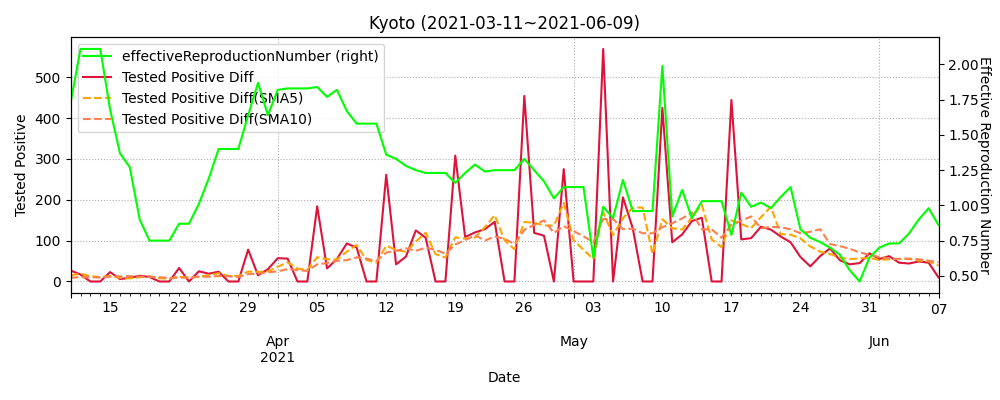 Kyoto (2021-03-11~2021-06-09)
effectiveReproductionNumber (right)
Tested Positive Diff
Tested Positive Diff(SMA5)
Tested Positive Diff(SMA10)
Tested Positive
500
400
300
200
100
0
2.00
1.75
1.50
1.25
1.00
0.75
0.50
Effective Reproduction Number
15 22 29 05 12 19 26 03 10 17 24 31 07
Apr May Jun
2021
Date